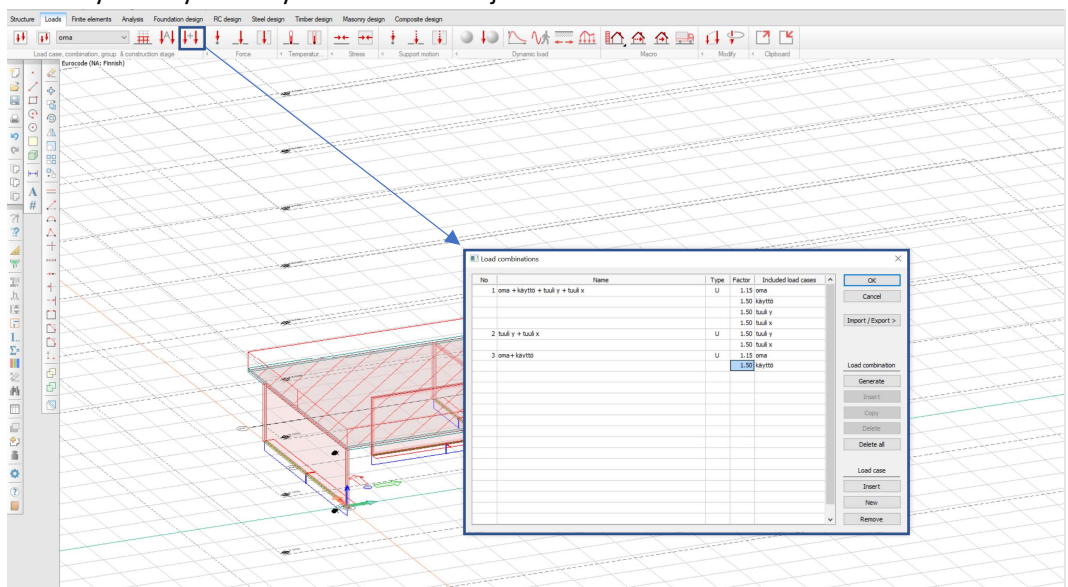 Structure Loads Finite elements Analysis Foundation design RC design Steel design Timber design Masonry design Composite design
oma
Load case, combination, group & construction stage Force Temperatur... Stress Support motion Dynamic load Macro Modify Clipboard
Eurocode (NA: Finnish)
Load combinations
No Name Type Factor Included load cases
1 oma + käyttö + tuuli y + tuuli x U 1.15 oma
1.50 käyttö
1.50 tuuli y
1.50 tuuli x
2 tuuli y + tuuli x U 1.50 tuuli y
1.50 tuuli x
3 oma+ käyttö U 1.15 oma
1.50 käyttö
OK
Cancel
Import / Export >
Load combination
Generate
Insert
Copy
Delete
Delete all
Load case
Insert
New
Remove